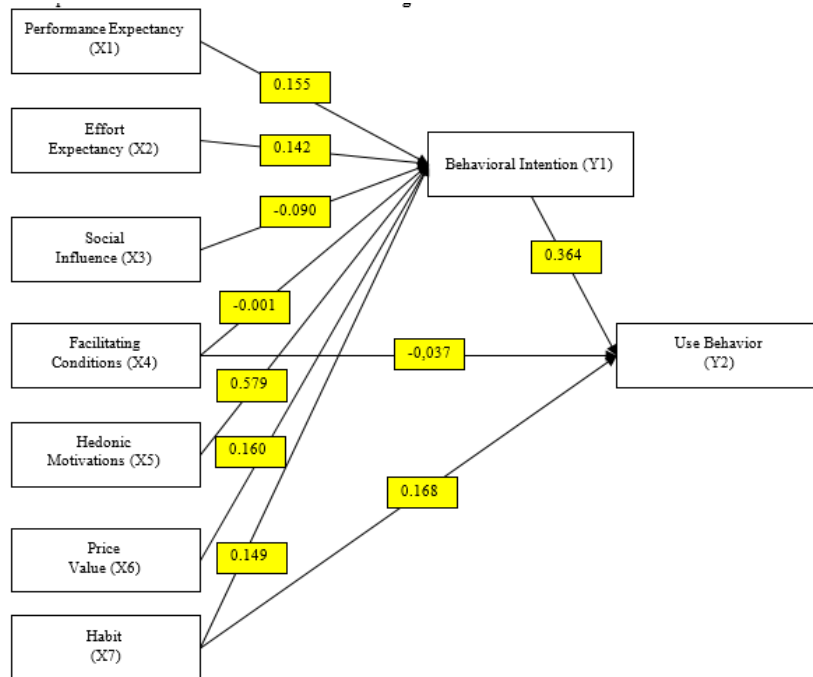 Performance Expectancy
(X1)
0.155
Effort
Expectancy (X2)
0.142
Behavioral Intention (Y1)
-0.090
Social
Influence (X3)
0.364
-0.001
Facilitating
Conditions (X4)
-0,037
Use Behavior
(Y2)
0.579
Hedonic
Motivations (X5)
0.160
0.168
Price
Value (X6)
0.149
Habit
(X7)